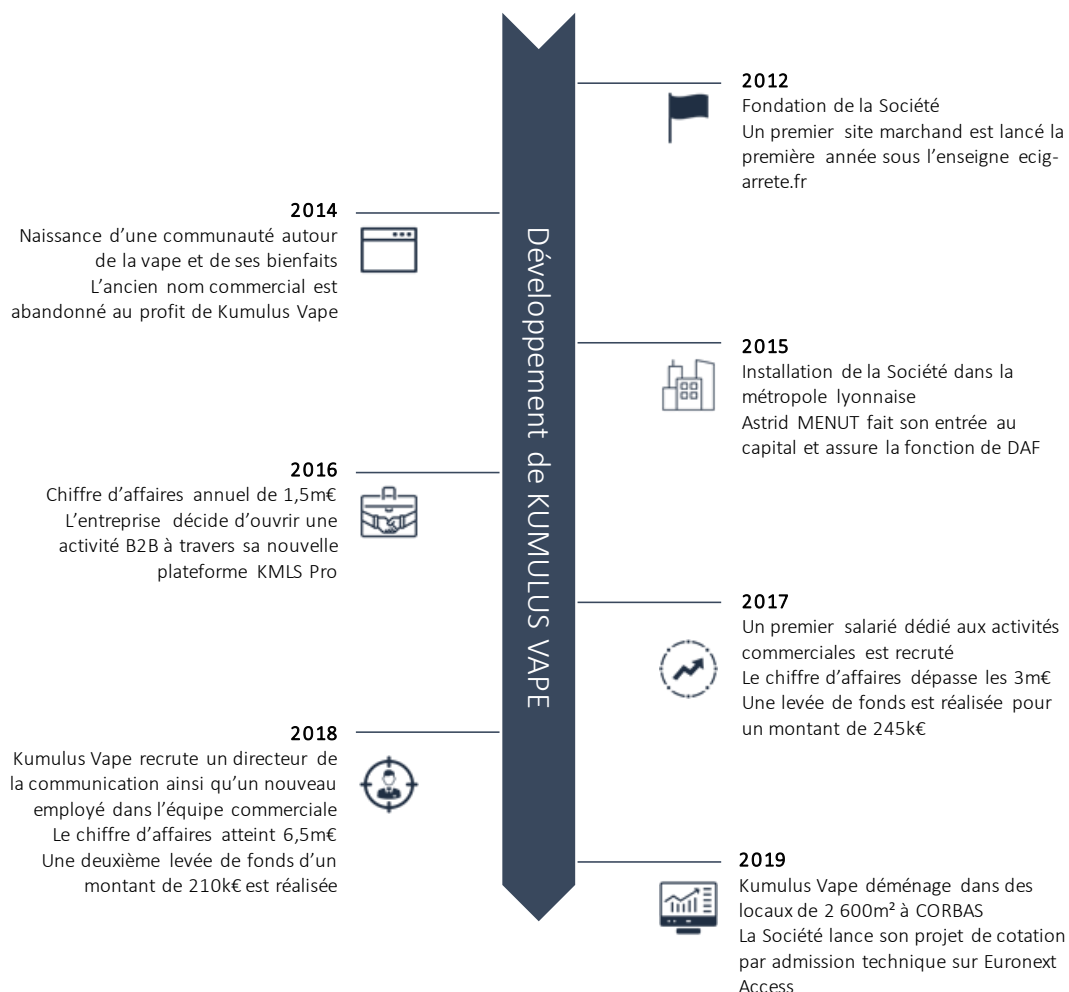 2012
Fondation de la Société
Un premier site marchand est lancé la
première année sous l’enseigne ecig-
arrete.fr
2014
Naissance d’une communauté autour
de la vape et de ses bienfaits
L’ancien nom commercial est
abandonné au profit de Kumulus Vape
Développement de KUMULUS VAPE
2015
Installation de la Société dans la
métropole lyonnaise
Astrid MENUT fait son entrée au
capital et assure la fonction de DAF
2016
Chiffre d’affaires annuel de 1,5m€
L’entreprise décide d’ouvrir une
activité B2B à travers sa nouvelle
plateforme KMLS Pro
2017
Un premier salarié dédié aux activités
commerciales est recruté
Le chiffre d’affaires dépasse les 3m€
Une levée de fonds est réalisée pour
un montant de 245k€
2018
Kumulus Vape recrute un directeur de
la communication ainsi qu’un nouveau
employé dans l’équipe commerciale
Le chiffre d’affaires atteint 6,5m€
Une deuxième levée de fonds d’un
montant de 210k€ est réalisée
2019
Kumulus Vape déménage dans des
locaux de 2 600m² à CORBAS
La Société lance son projet de cotation
par admission technique sur Euronext
Access